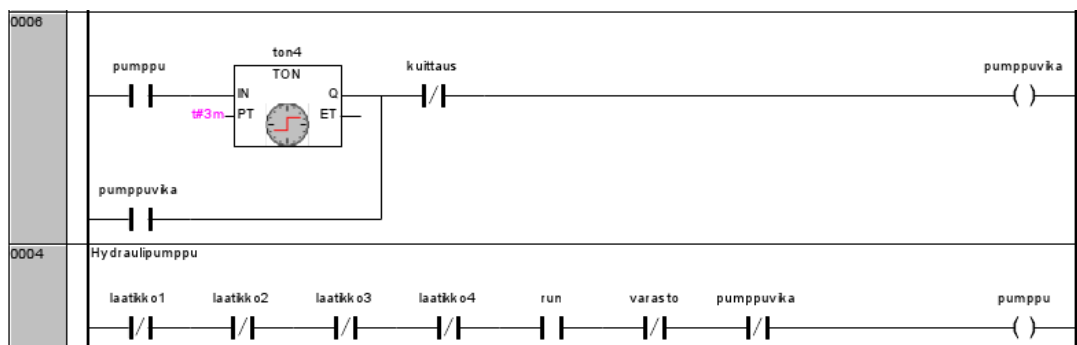 0006
ton4
pumppu TON kuittaus pumppuvika
IN Q
t#3m PT ET
pumppuvika
0004 Hydraulipumppu
laatikko1 laatikko2 laatikko3 laatikko4 run varasto pumppuvika pumppu